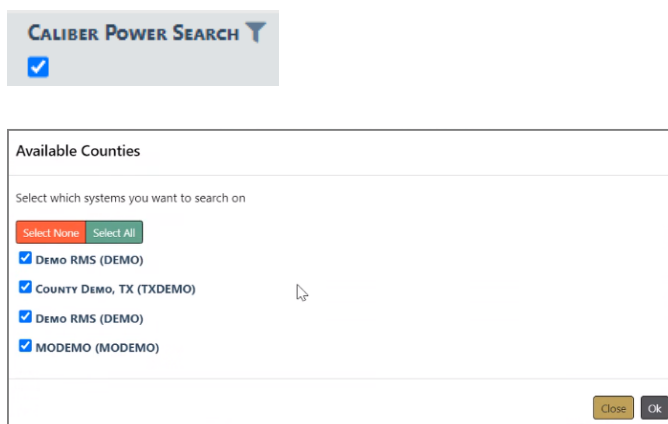 Caliber Power Search
Available Counties
Select which systems you want to search on
Select None Select All
Demo RMS (DEMO)
County Demo, TX (TXDEMO)
Demo RMS (DEMO)
MODEMO (MODEMO)
Close Ok